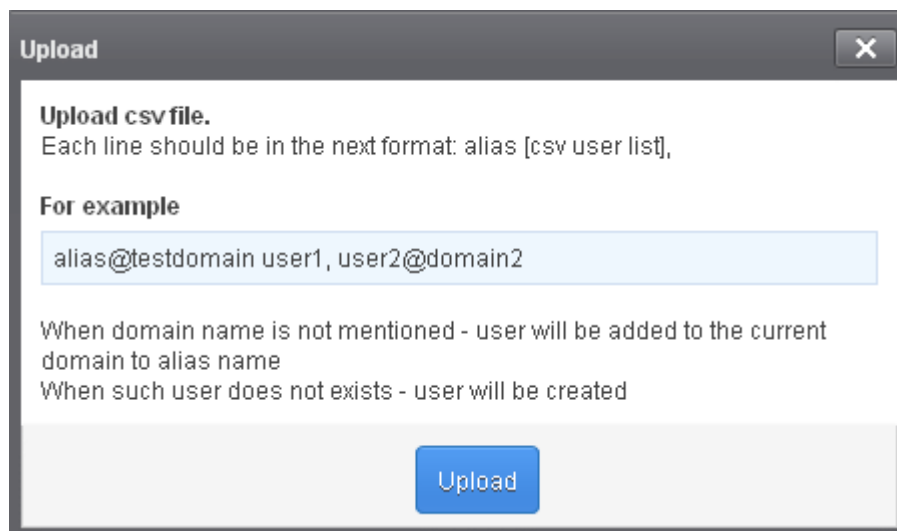 Upload
Upload csv file.
Each line should be in the next format: alias [csv user list],
For example
alias@testdomain user1, user2@domain2
When domain name is not mentioned - user will be added to the current
domain to alias name
When such user does not exists - user will be created
Upload